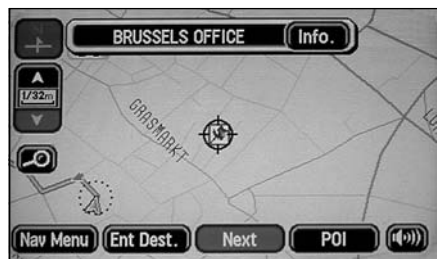 BRUSSELS OFFICE
Info.
1/32m
GRASMARKT
Nav Menu
Ent Dest.
Next
POI